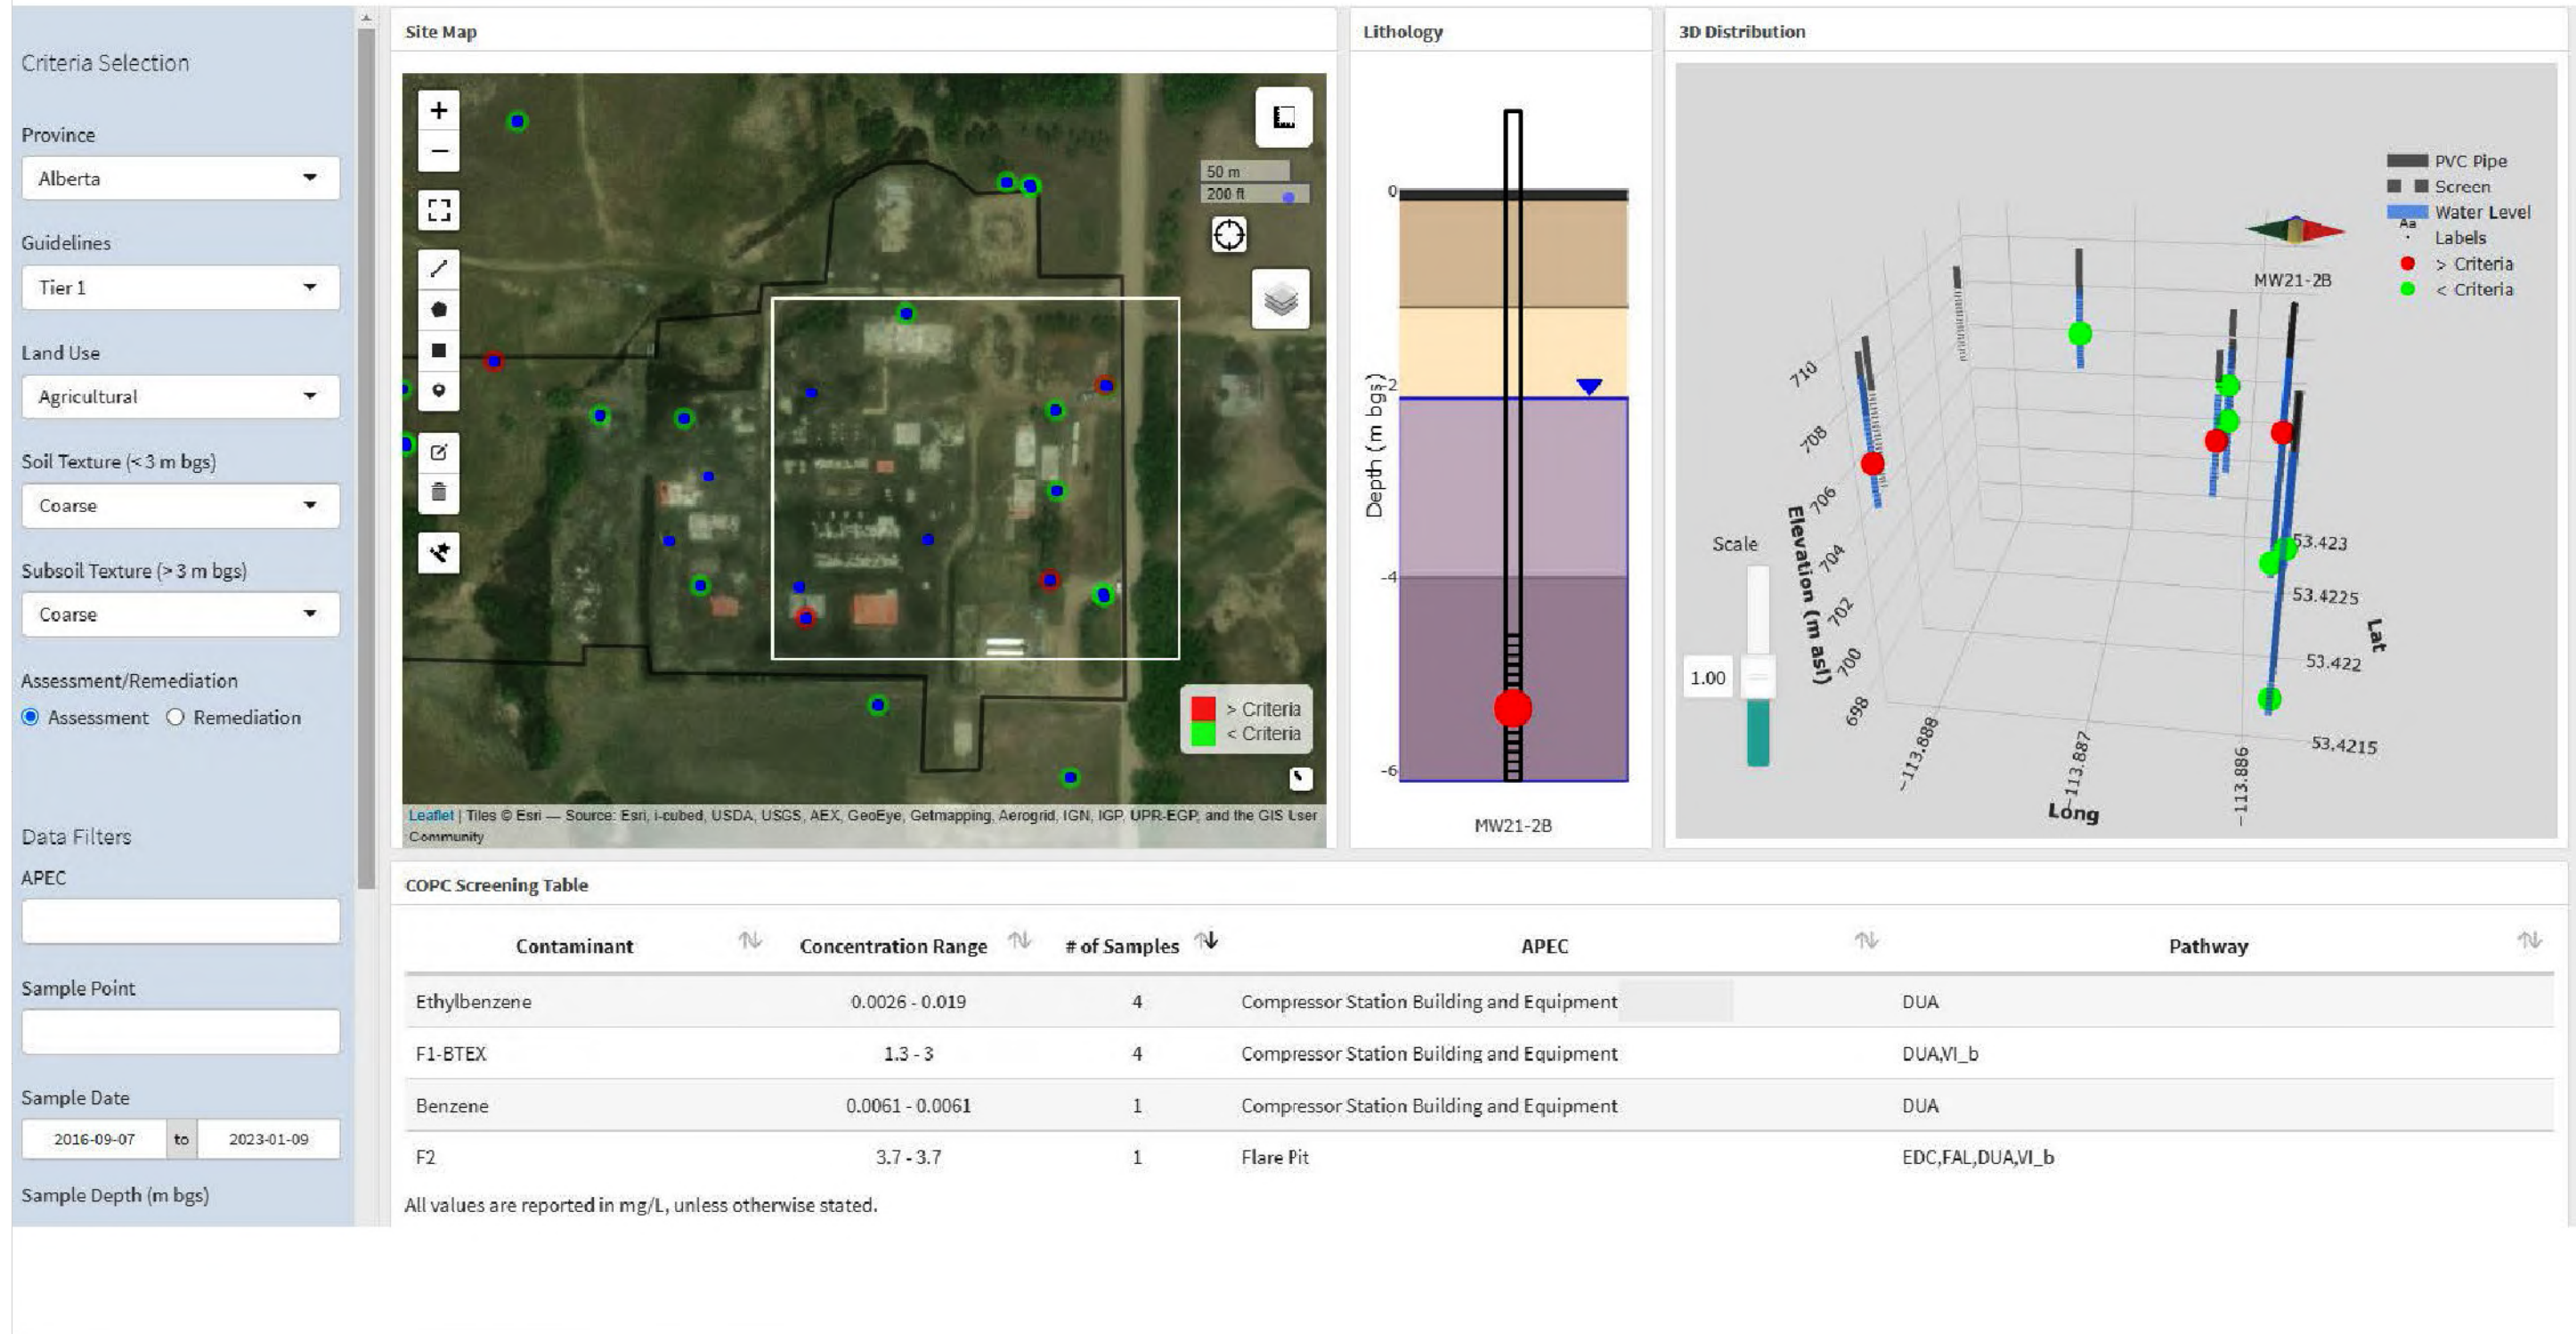 Criteria Selection
Province
Alberta
Guidelines
Tier 1
Land Use
Agricultural
Soil Texture (< 3 m bgs)
Coarse
Subsoil Texture (> 3 m bgs)
Coarse
Assessment/Remediation
Assessment Remediation
Data Filters
APEC
Sample Point
Sample Date
2016-09-07 to 2023-01-09
Sample Depth (m bgs)
Site Map
+
−
50 m
200 ft
> Criteria
< Criteria
Leaflet | Tiles © Esri — Source: Esri, i-cubed, USDA, USGS, AEX, GeoEye, Getmapping, Aerogrid, IGN, IGP, UPR-EGP, and the GIS User
Community
Lithology
0
-2
-4
-6
Depth (m bgs)
MW21-2B
3D Distribution
PVC Pipe
Screen
Water Level
Aa
Labels
> Criteria
< Criteria
MW21-2B
Scale
1.00
710
708
706
704
702
700
698
Elevation (m asl)
-113.888
-113.887
-113.886
Long
53.423
53.4225
53.422
53.4215
Lat
COPC Screening Table
Contaminant Concentration Range # of Samples APEC Pathway
Ethylbenzene 0.0026 - 0.019 4 Compressor Station Building and Equipment DUA
F1-BTEX 1.3 - 3 4 Compressor Station Building and Equipment DUA,VI_b
Benzene 0.0061 - 0.0061 1 Compressor Station Building and Equipment DUA
F2 3.7 - 3.7 1 Flare Pit EDC,FAL,DUA,VI_b
All values are reported in mg/L, unless otherwise stated.